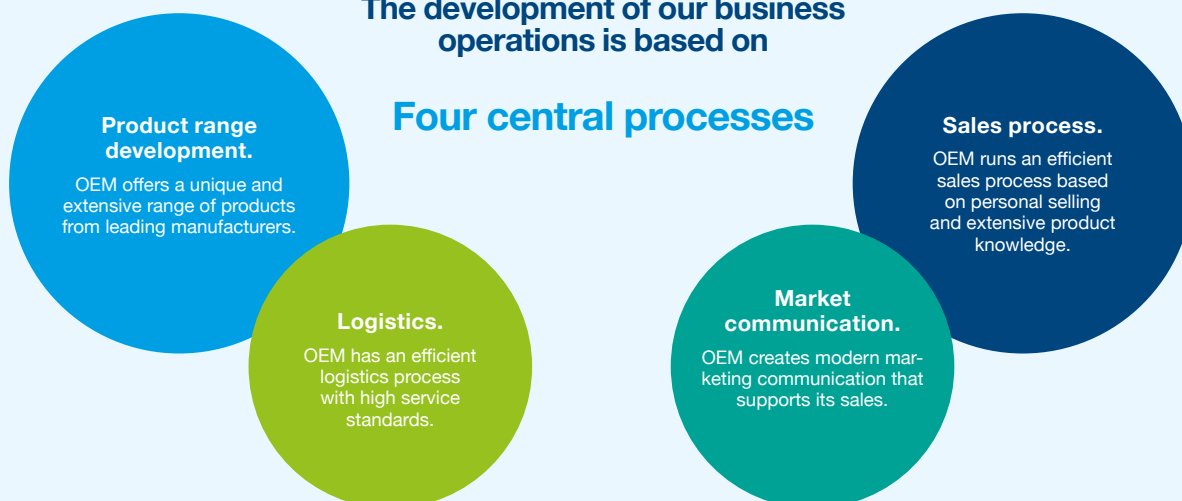 The development of our business
operations is based on
Four central processes
Product range
development.
OEM offers a unique and
extensive range of products
from leading manufacturers.
Logistics.
OEM has an efficient
logistics process
with high service
standards.
Market
communication.
OEM creates modern mar-
keting communication that
supports its sales.
Sales process.
OEM runs an efficient
sales process based
on personal selling
and extensive product
knowledge.